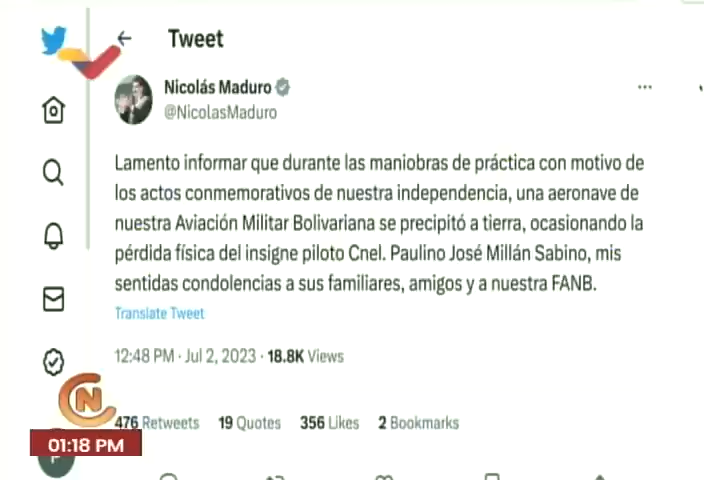 Tweet
Nicolás Maduro
@NicolasMaduro
Lamento informar que durante las maniobras de práctica con motivo de
los actos conmemorativos de nuestra independencia, una aeronave de
nuestra Aviación Militar Bolivariana se precipitó a tierra, ocasionando la
pérdida física del insigne piloto Cnel. Paulino José Millán Sabino, mis
sentidas condolencias a sus familiares, amigos y a nuestra FANB.
Translate Tweet
12:48 PM · Jul 2, 2023 · 18.8K Views
476 Retweets 19 Quotes 356 Likes 2 Bookmarks
N
01:18 PM